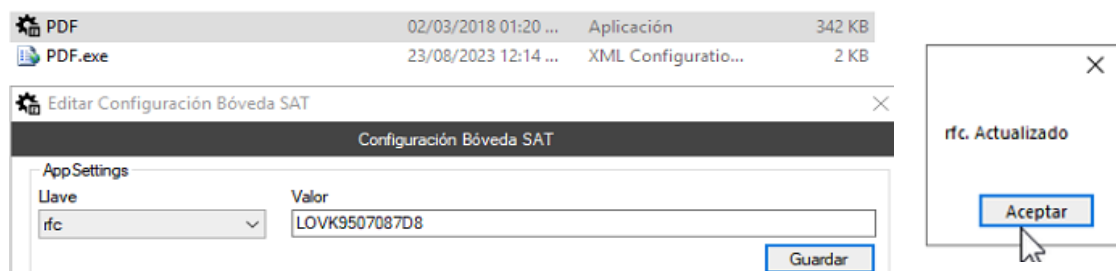 PDF 02/03/2018 01:20 ... Aplicación 342 KB
PDF.exe 23/08/2023 12:14 ... XML Configuratio... 2 KB
Editar Configuración Bóveda SAT
Configuración Bóveda SAT
AppSettings
Llave Valor
rfc LOVK9507087D8
Guardar
rfc. Actualizado
Aceptar